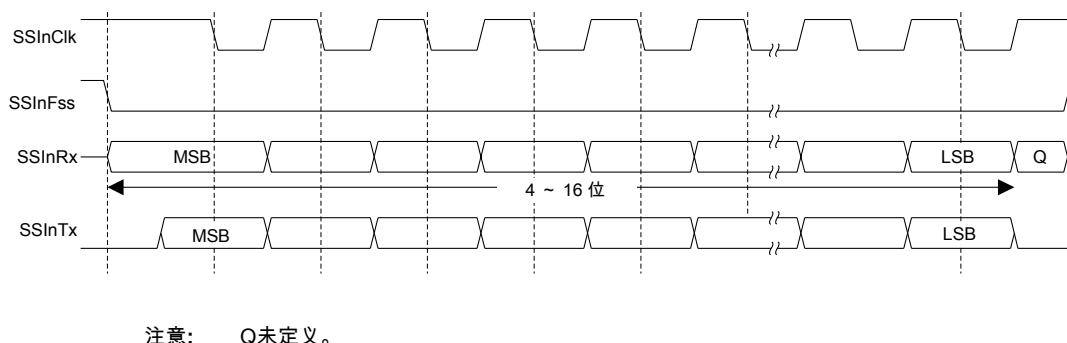 SSInClk
SSInFss
SSInRx MSB LSB Q
4 ~ 16 位
SSInTx MSB LSB
注意: Q未定义。